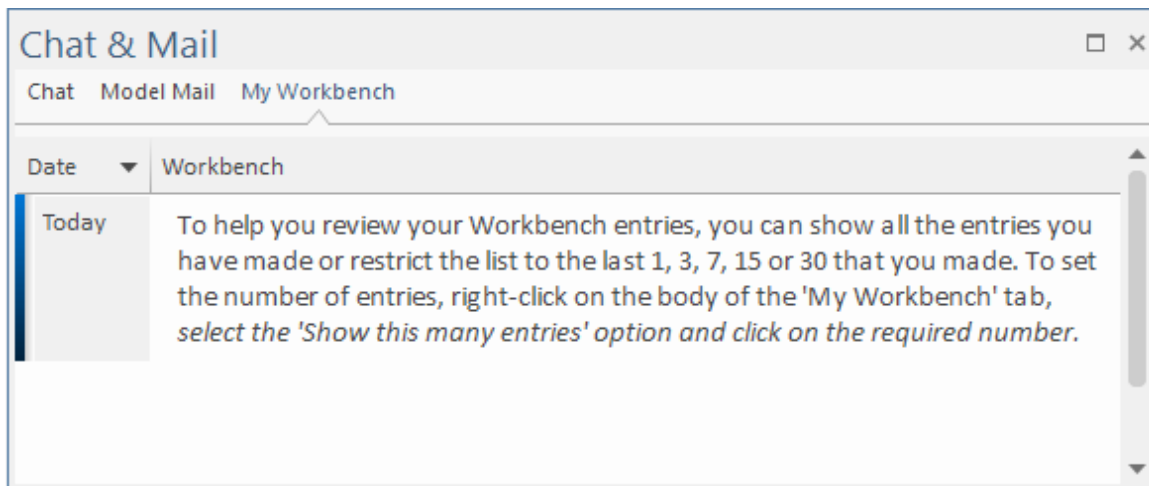 Chat & Mail
Chat Model Mail My Workbench
Date Workbench
Today
To help you review your Workbench entries, you can show all the entries you
have made or restrict the list to the last 1, 3, 7, 15 or 30 that you made. To set
the number of entries, right-click on the body of the 'My Workbench' tab,
select the 'Show this many entries' option and click on the required number.